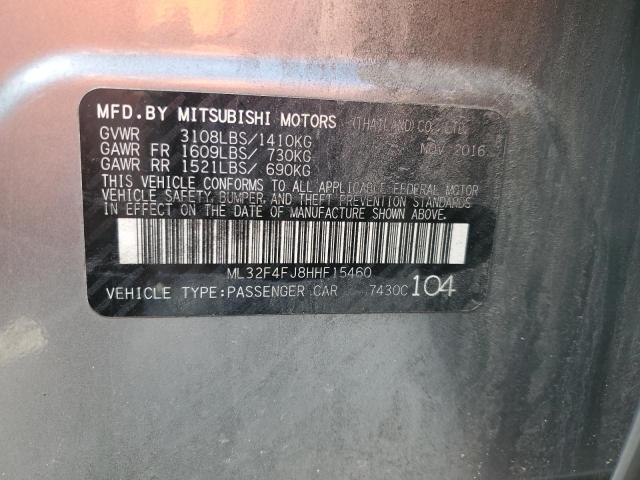 MFD.BY MITSUBISHI MOTORS (THAILAND) CO., LTD.
GVWR 3108LBS/1410KG NOV.2016
GAWR FR 1609LBS/ 730KG
GAWR RR 1521LBS/ 690KG
THIS VEHICLE CONFORMS TO ALL APPLICABLE FEDERAL MOTOR
VEHICLE SAFETY, BUMPER, AND THEFT PREVENTION STANDARDS
IN EFFECT ON THE DATE OF MANUFACTURE SHOWN ABOVE.
ML32F4FJ8HHF15460
VEHICLE TYPE:PASSENGER CAR 7430C 104